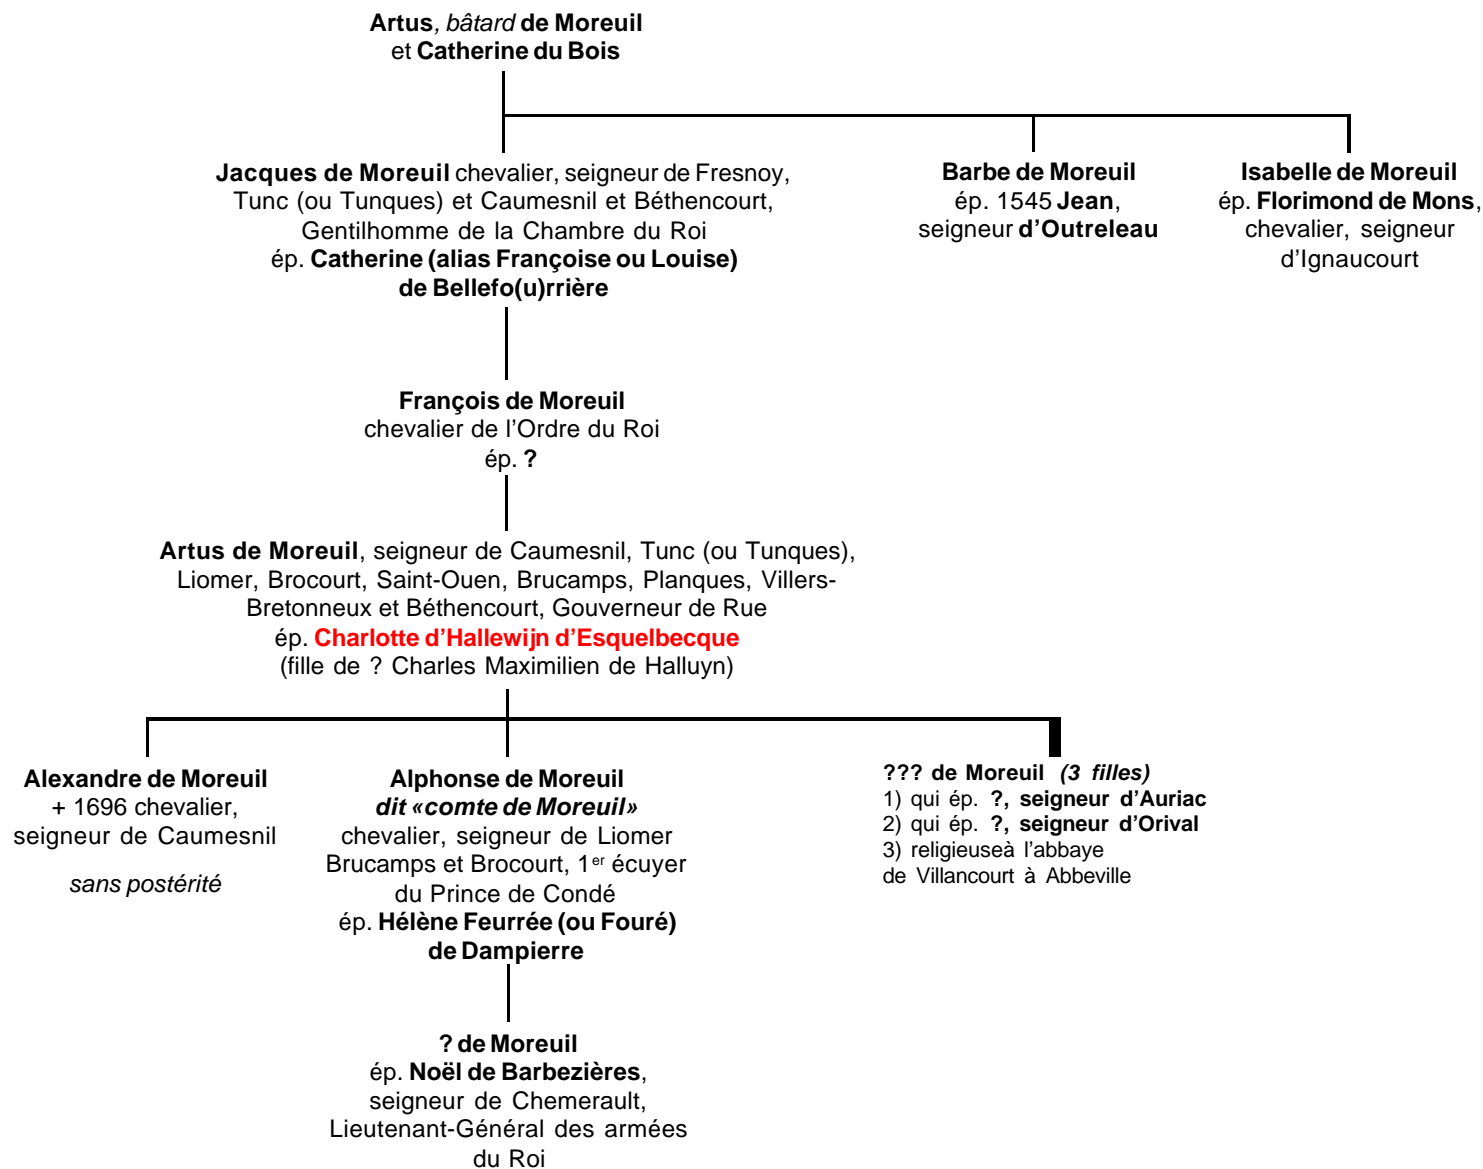 Artus, bâtard de Moreuil
et Catherine du Bois
Jacques de Moreuil chevalier, seigneur de Fresnoy,
Tunc (ou Tunques) et Caumesnil et Béthencourt,
Gentilhomme de la Chambre du Roi
ép. Catherine (alias Françoise ou Louise)
de Bellefo(u)rrière
Barbe de Moreuil
ép. 1545 Jean,
seigneur d’Outreleau
Isabelle de Moreuil
ép. Florimond de Mons,
chevalier, seigneur
d’Ignaucourt
François de Moreuil
chevalier de l’Ordre du Roi
ép. ?
Artus de Moreuil, seigneur de Caumesnil, Tunc (ou Tunques),
Liomer, Brocourt, Saint-Ouen, Brucamps, Planques, Villers-
Bretonneux et Béthencourt, Gouverneur de Rue
ép. Charlotte d’Hallewijn d’Esquelbecque
(fille de ? Charles Maximilien de Halluyn)
Alexandre de Moreuil
+ 1696 chevalier,
seigneur de Caumesnil
sans postérité
Alphonse de Moreuil
dit «comte de Moreuil»
chevalier, seigneur de Liomer
Brucamps et Brocourt, 1er écuyer
du Prince de Condé
ép. Hélène Feurrée (ou Fouré)
de Dampierre
??? de Moreuil (3 filles)
1) qui ép. ?, seigneur d’Auriac
2) qui ép. ?, seigneur d’Orival
3) religieuseà l’abbaye
de Villancourt à Abbeville
? de Moreuil
ép. Noël de Barbezières,
seigneur de Chemerault,
Lieutenant-Général des armées
du Roi